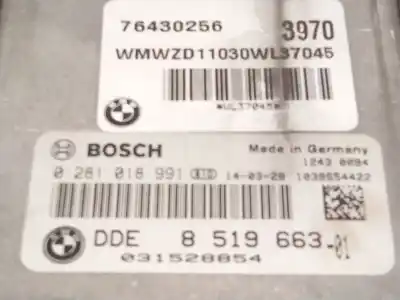 76430256 3970
WMWZD11030WL37045
*WL37045*
BOSCH Made in Germany
1243 0094
0 281 018 991 14-03-28 1039S54422
DDE 8 519 663-01
031528854